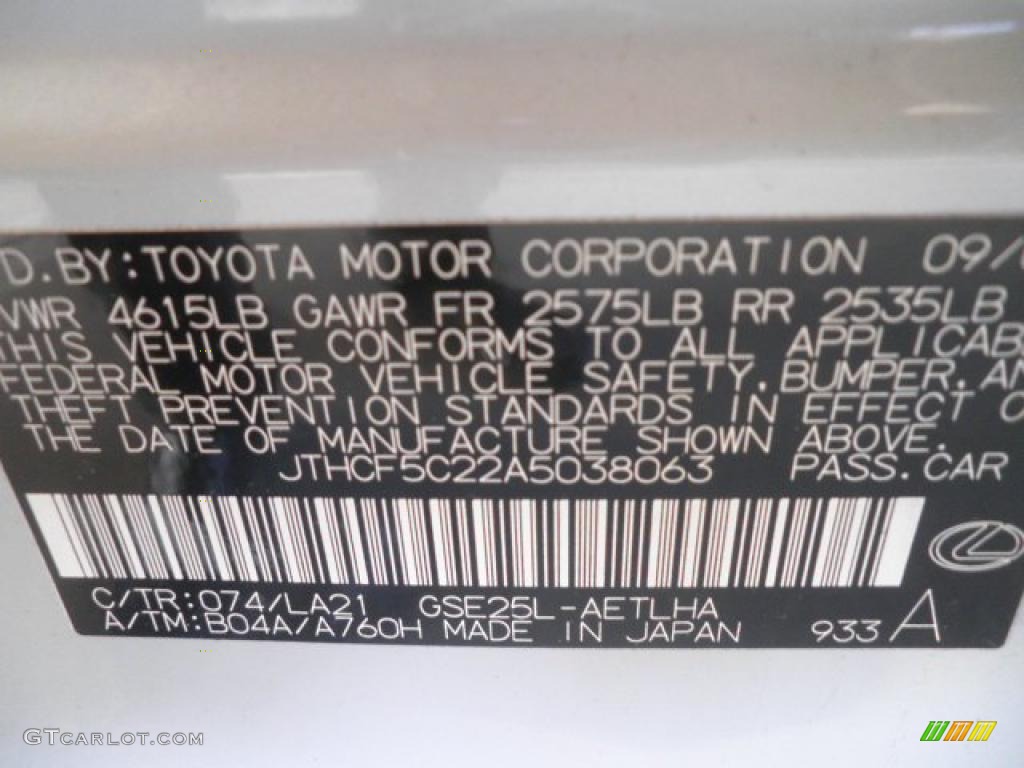 D. BY: TOYOTA MOTOR CORPORATION 09/
VWR 4615LB GAWR FR 2575LB RR 2535LB
THIS VEHICLE CONFORMS TO ALL APPLICAB
FEDERAL MOTOR VEHICLE SAFETY, BUMPER, AN
THEFT PREVENTION STANDARDS IN EFFECT O
THE DATE OF MANUFACTURE SHOWN ABOVE.
JTHCF5C22A5038063 PASS. CAR
C/TR: 074/LA21 GSE25L-AETLHA
A/TM: B04A/A760H MADE IN JAPAN 933 A
GTCARLOT.COM